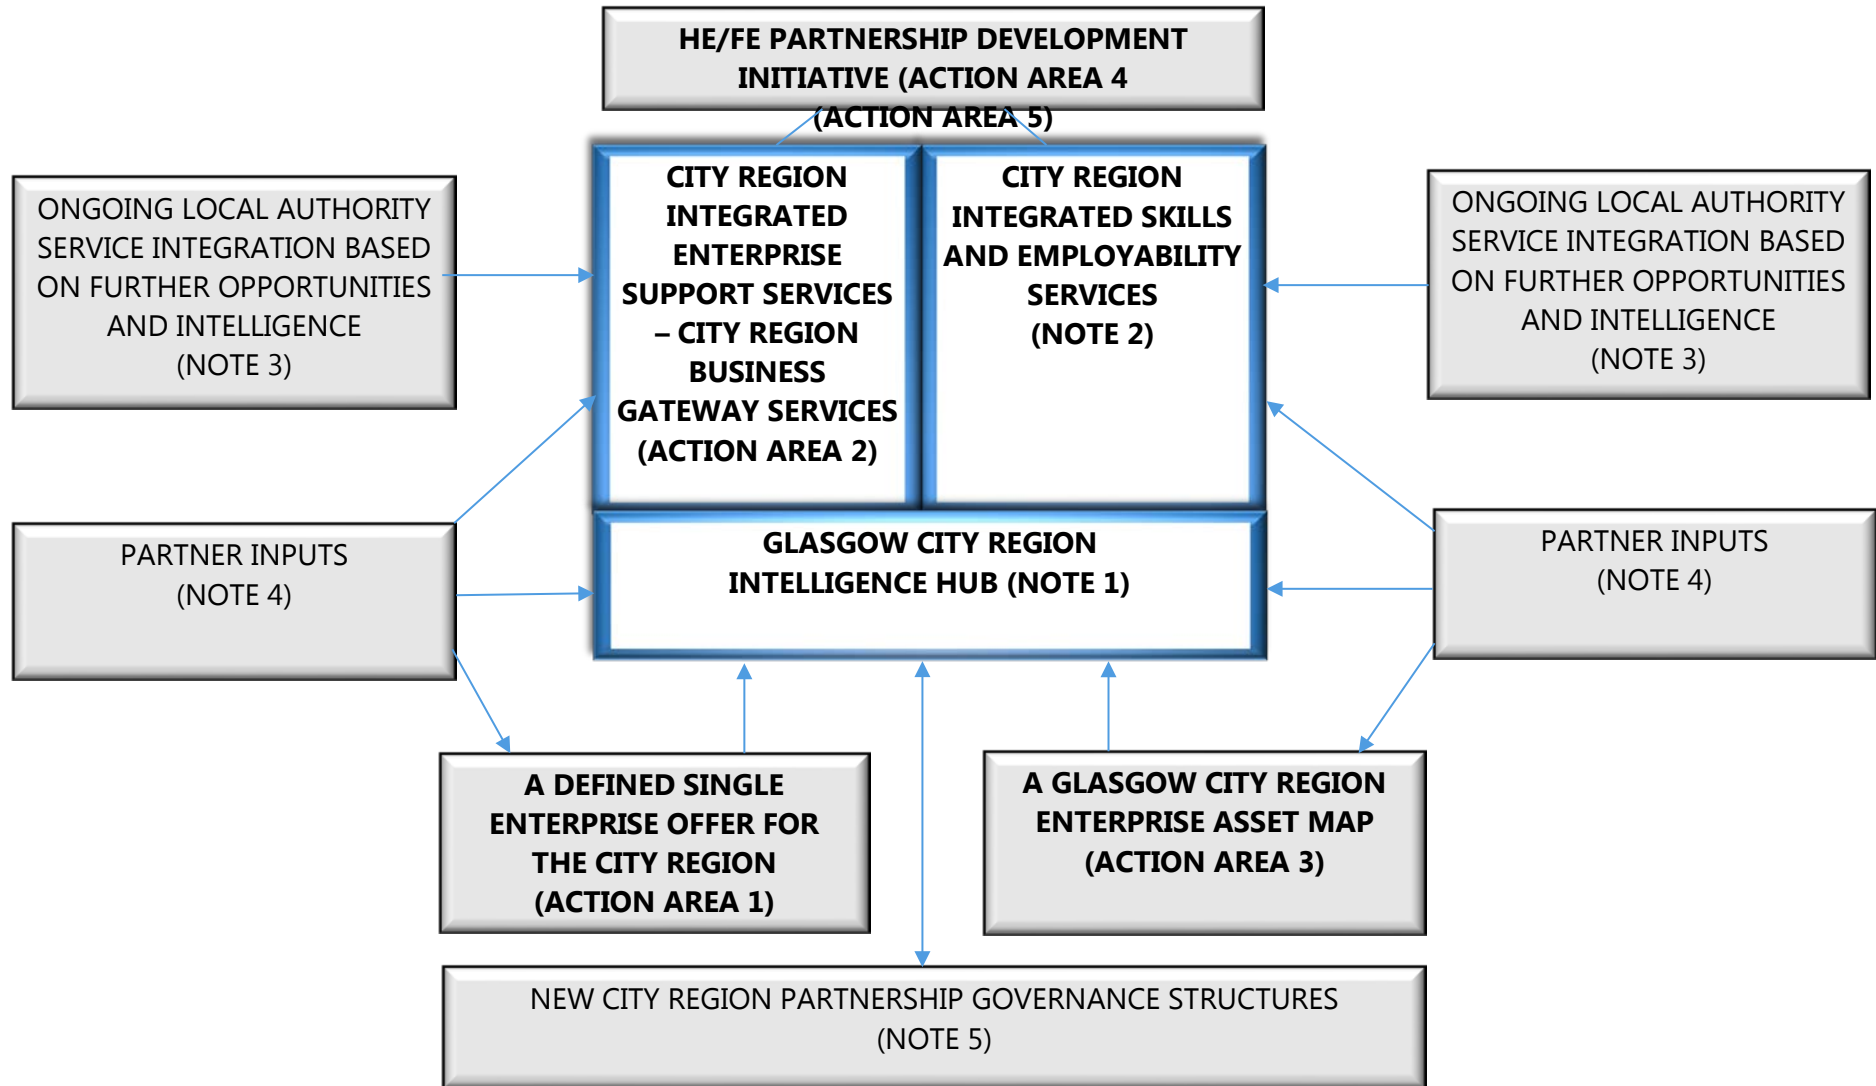 HE/FE PARTNERSHIP DEVELOPMENT
INITIATIVE (ACTION AREA 4
(ACTION AREA 5)
ONGOING LOCAL AUTHORITY
SERVICE INTEGRATION BASED
ON FURTHER OPPORTUNITIES
AND INTELLIGENCE
(NOTE 3)
CITY REGION
INTEGRATED
ENTERPRISE
SUPPORT SERVICES
– CITY REGION
BUSINESS
GATEWAY SERVICES
(ACTION AREA 2)
CITY REGION
INTEGRATED SKILLS
AND EMPLOYABILITY
SERVICES
(NOTE 2)
ONGOING LOCAL AUTHORITY
SERVICE INTEGRATION BASED
ON FURTHER OPPORTUNITIES
AND INTELLIGENCE
(NOTE 3)
PARTNER INPUTS
(NOTE 4)
GLASGOW CITY REGION
INTELLIGENCE HUB (NOTE 1)
PARTNER INPUTS
(NOTE 4)
A DEFINED SINGLE
ENTERPRISE OFFER FOR
THE CITY REGION
(ACTION AREA 1)
A GLASGOW CITY REGION
ENTERPRISE ASSET MAP
(ACTION AREA 3)
NEW CITY REGION PARTNERSHIP GOVERNANCE STRUCTURES
(NOTE 5)